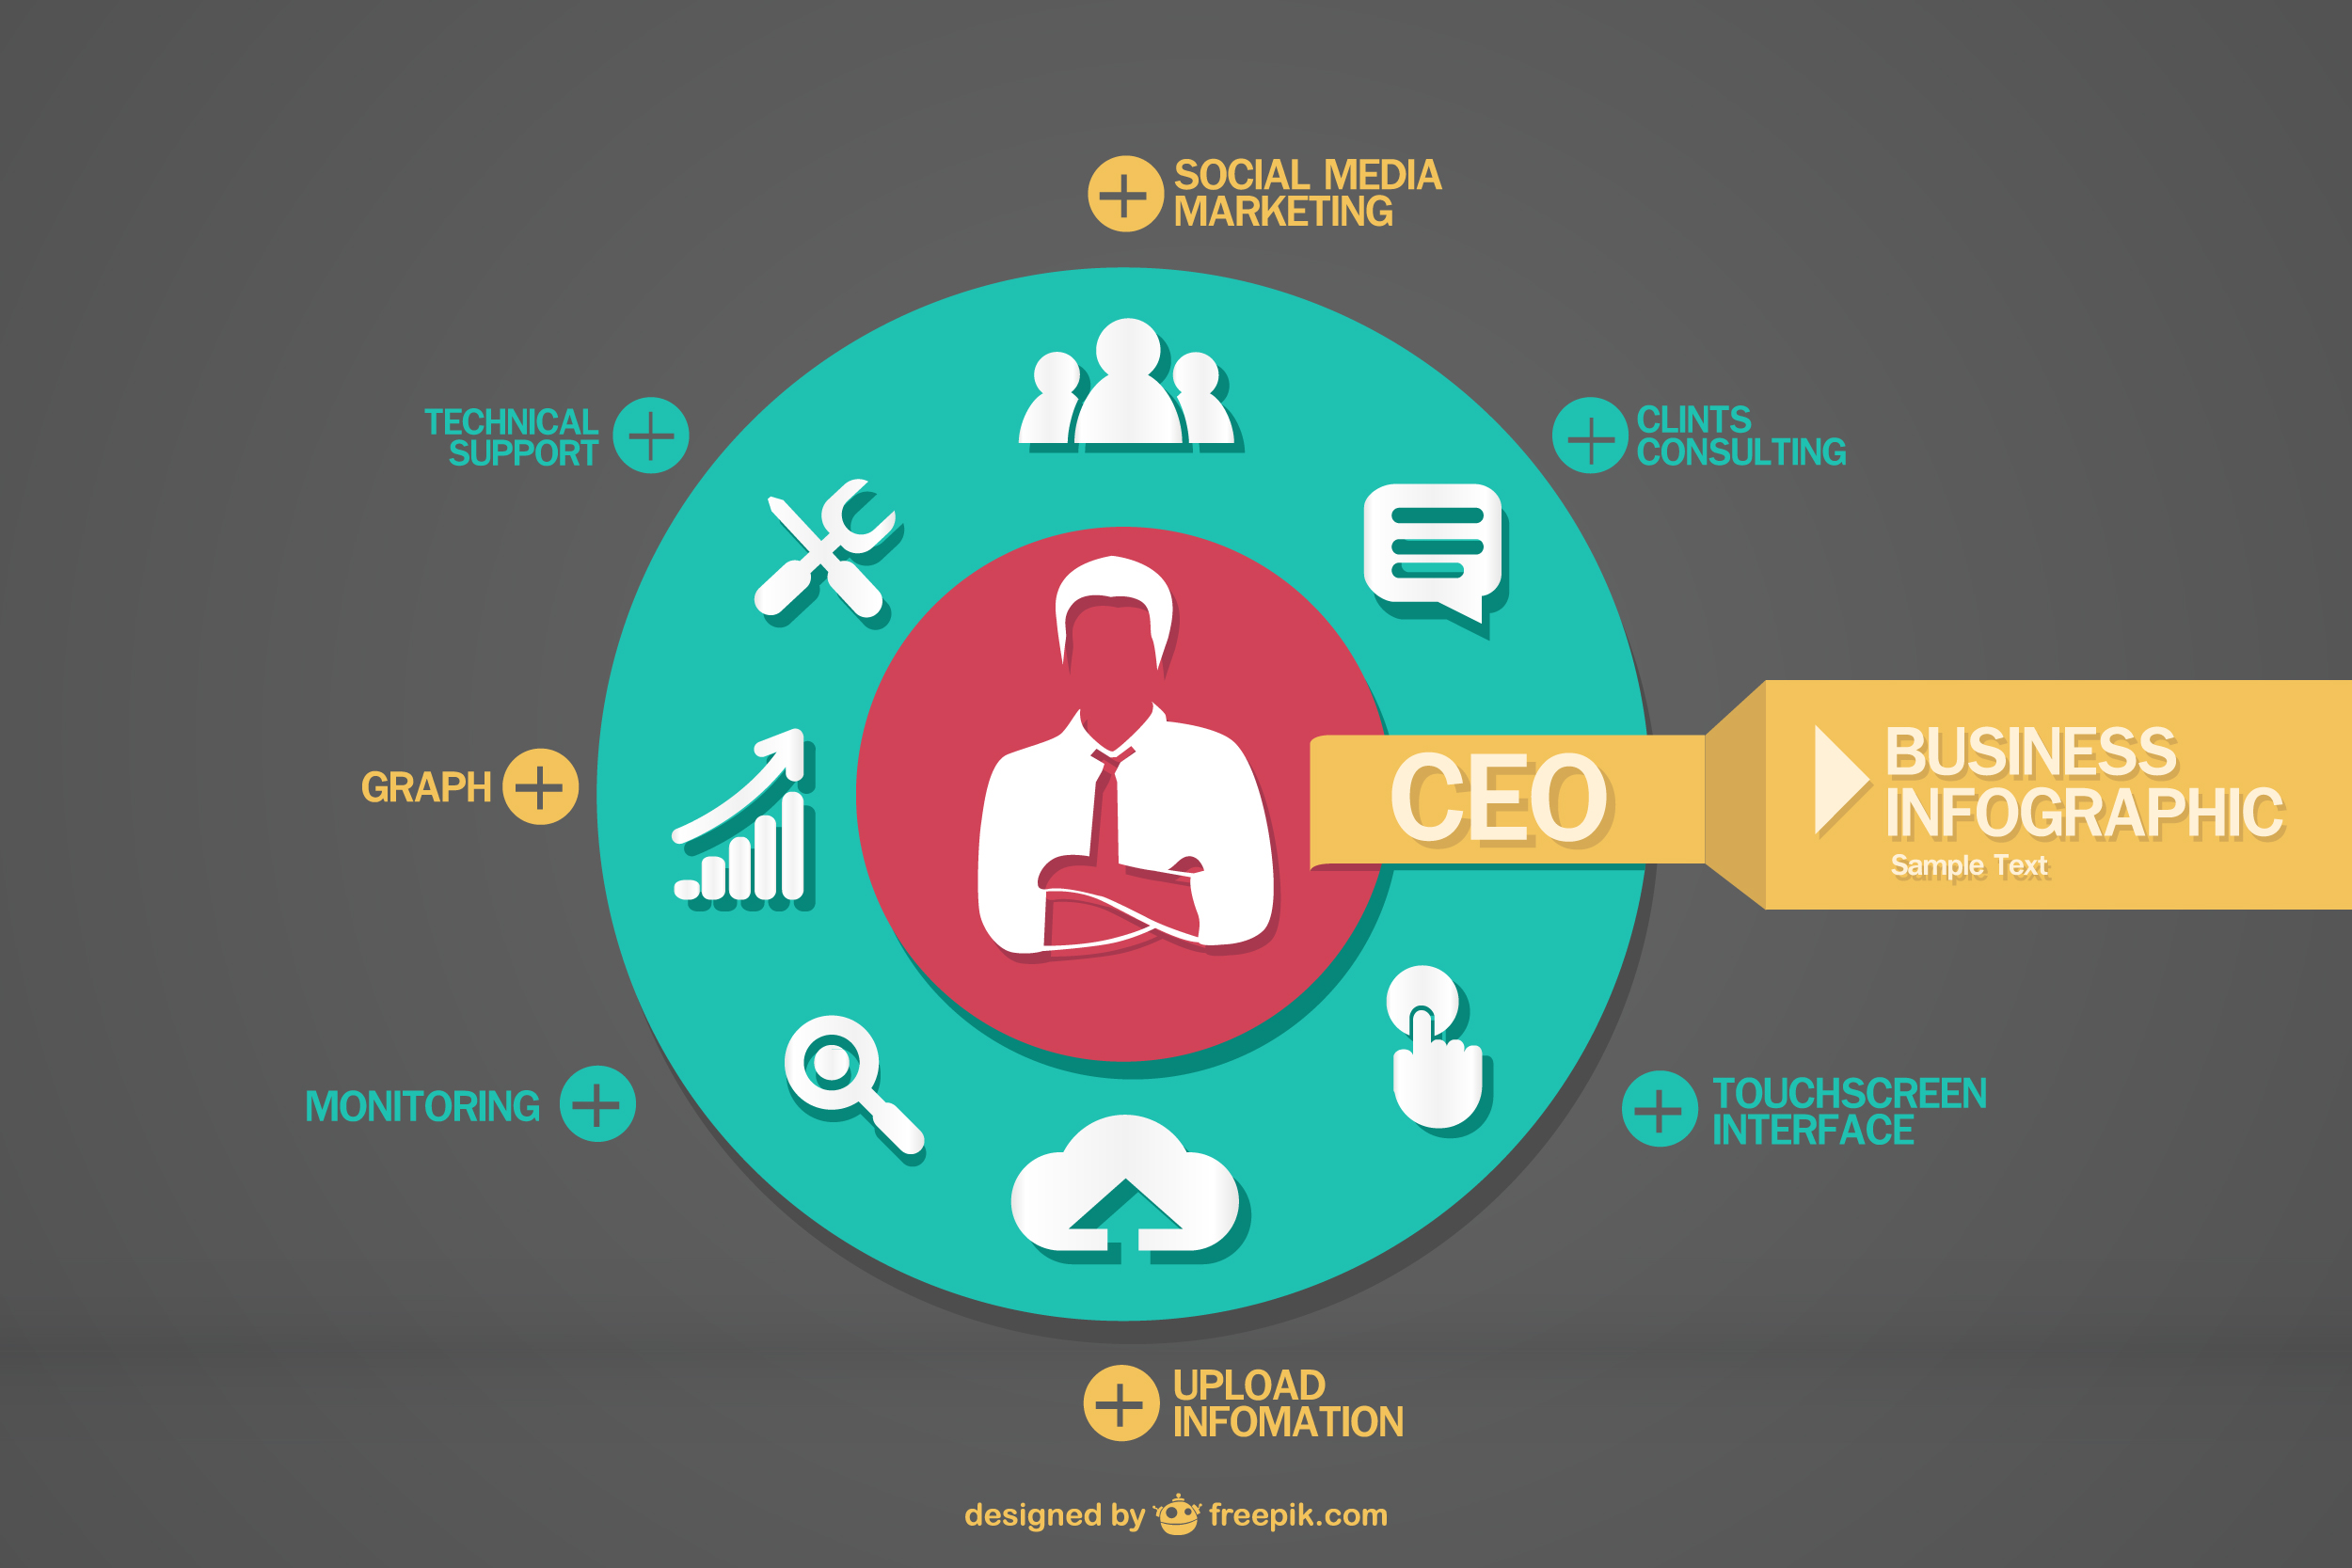 SOCIAL MEDIA
MARKETING
TECHNICAL
SUPPORT
CLINTS
CONSULTING
CEO
BUSINESS
INFOGRAPHIC
Sample Text
GRAPH
MONITORING
TOUCHSCREEN
INTERFACE
UPLOAD
INFOMATION
designed by freepik.com